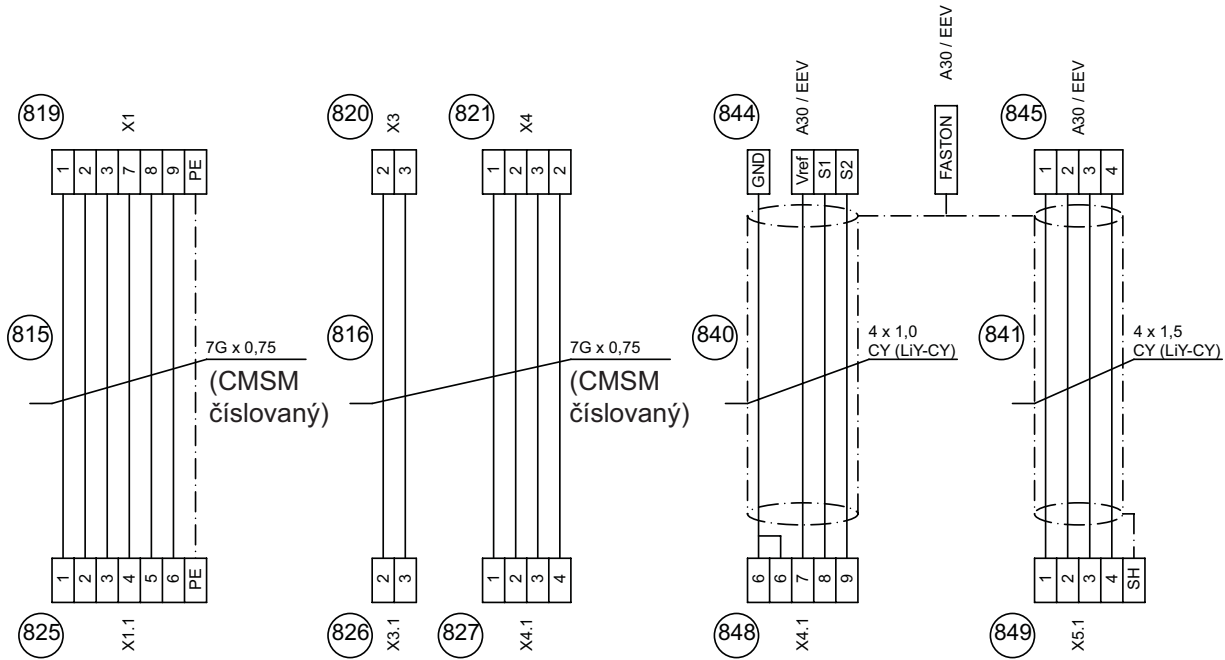 A30 / EEV
819
X1
820
X3
821
X4
844
A30 / EEV
FASTON
845
A30 / EEV
1 2 3 7 8 9 PE
2 3
1 2 3 2
GND Vref S1 S2
1 2 3 4
815
7G x 0,75
(CMSM
číslovaný)
816
7G x 0,75
(CMSM
číslovaný)
840
4 x 1,0
CY (LiY-CY)
841
4 x 1,5
CY (LiY-CY)
1 2 3 4 5 6 PE
2 3
1 2 3 4
6 6 7 8 9
1 2 3 4 SH
825
X1.1
826
X3.1
827
X4.1
848
X4.1
849
X5.1